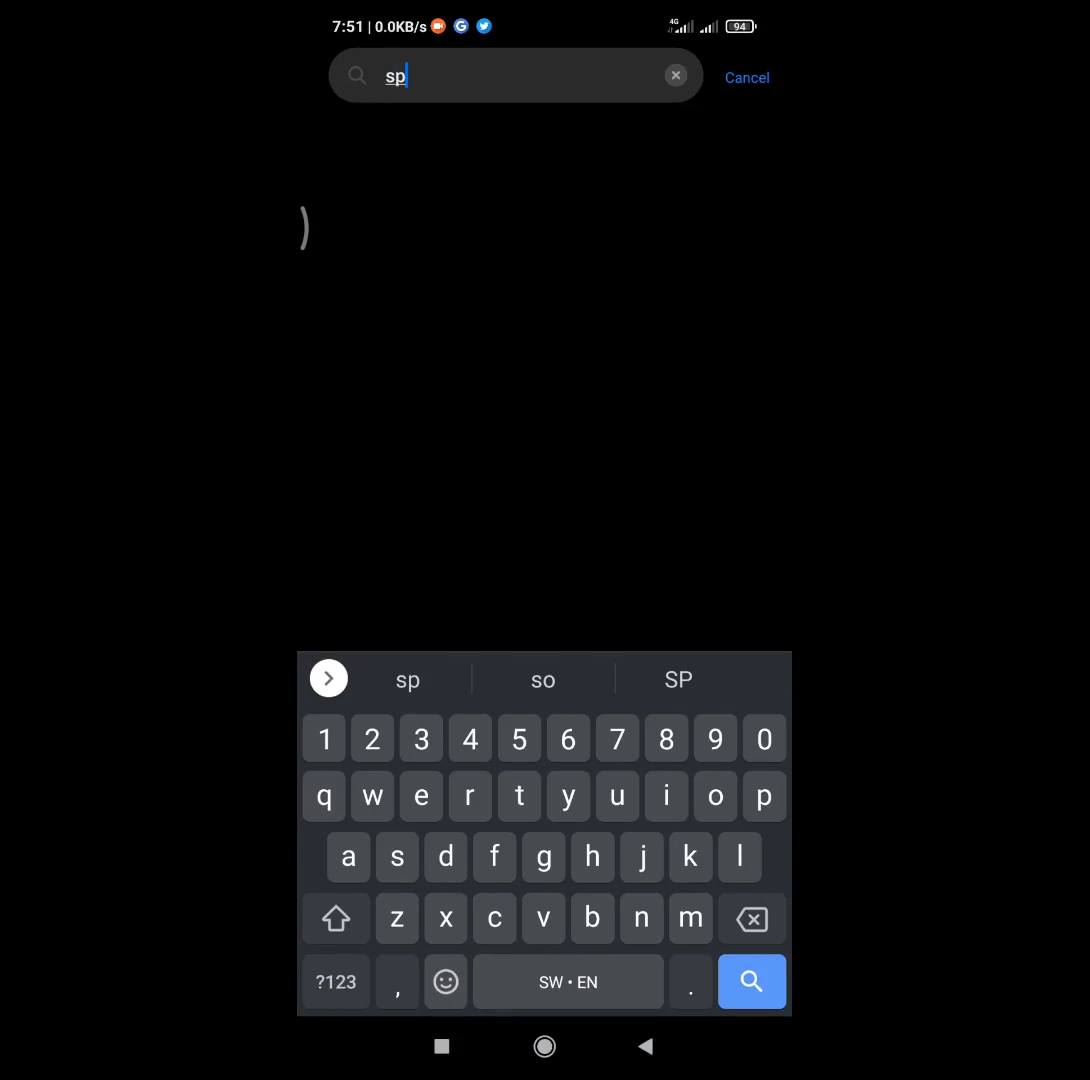 7:51 | 0.0KB/s G 4G 94
sp Cancel
sp so SP
1 2 3 4 5 6 7 8 9 0
q w e r t y u i o p
a s d f g h j k l
z x c v b n m
?123 , SW • EN .